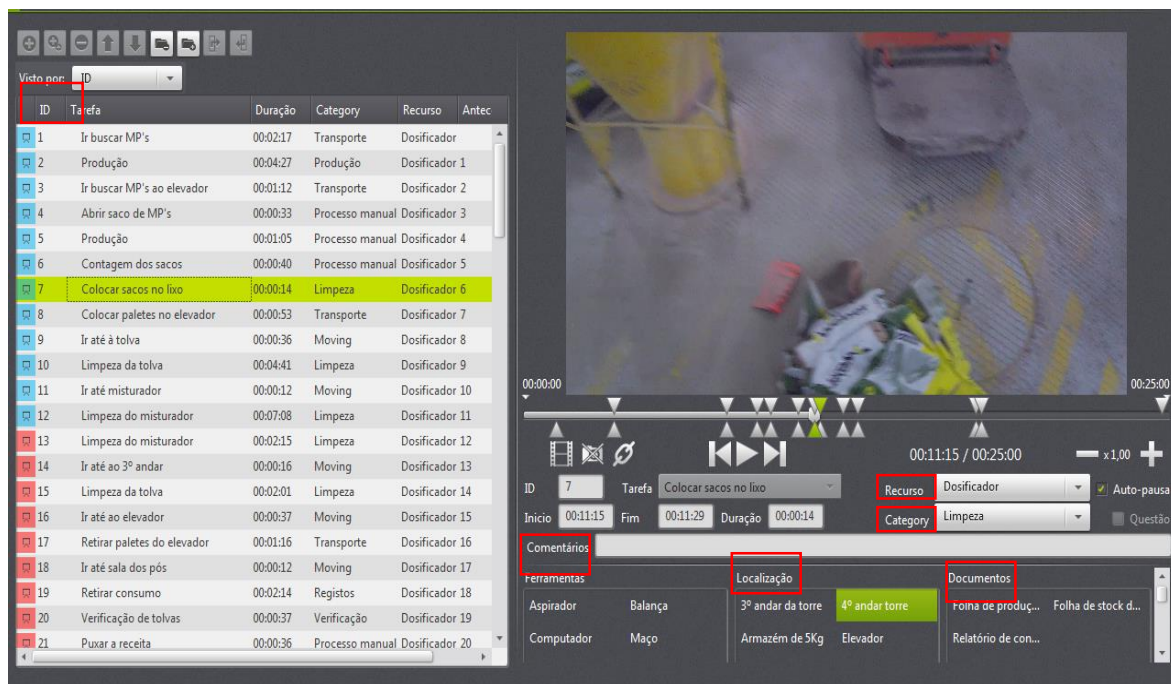 Visto por: ID
ID Tarefa Duração Category Recurso Antec
1 Ir buscar MP's 00:02:17 Transporte Dosificador
2 Produção 00:04:27 Produção Dosificador 1
3 Ir buscar MP's ao elevador 00:01:12 Transporte Dosificador 2
4 Abrir saco de MP's 00:00:33 Processo manual Dosificador 3
5 Produção 00:01:05 Processo manual Dosificador 4
6 Contagem dos sacos 00:00:40 Processo manual Dosificador 5
7 Colocar sacos no lixo 00:00:14 Limpeza Dosificador 6
8 Colocar paletes no elevador 00:00:53 Transporte Dosificador 7
9 Ir até à tolva 00:00:36 Moving Dosificador 8
10 Limpeza da tolva 00:04:41 Limpeza Dosificador 9
11 Ir até misturador 00:00:12 Moving Dosificador 10
12 Limpeza do misturador 00:07:08 Limpeza Dosificador 11
13 Limpeza do misturador 00:02:15 Limpeza Dosificador 12
14 Ir até ao 3º andar 00:00:16 Moving Dosificador 13
15 Limpeza da tolva 00:02:01 Limpeza Dosificador 14
16 Ir até ao elevador 00:00:37 Moving Dosificador 15
17 Retirar paletes do elevador 00:01:16 Transporte Dosificador 16
18 Ir até sala dos pós 00:00:12 Moving Dosificador 17
19 Retirar consumo 00:02:14 Registos Dosificador 18
20 Verificação de tolvas 00:00:37 Verificação Dosificador 19
21 Puxar a receita 00:00:36 Processo manual Dosificador 20
00:00:00 00:25:00
00:11:15 / 00:25:00 x 1,00
ID 7 Tarefa Colocar sacos no lixo Recurso Dosificador Auto-pausa
Inicio 00:11:15 Fim 00:11:29 Duração 00:00:14 Category Limpeza Questão
Comentários
Ferramentas Localização Documentos
Aspirador Balança 3º andar da torre 4º andar torre Folha de produç... Folha de stock d...
Computador Maço Armazém de 5Kg Elevador Relatório de con...